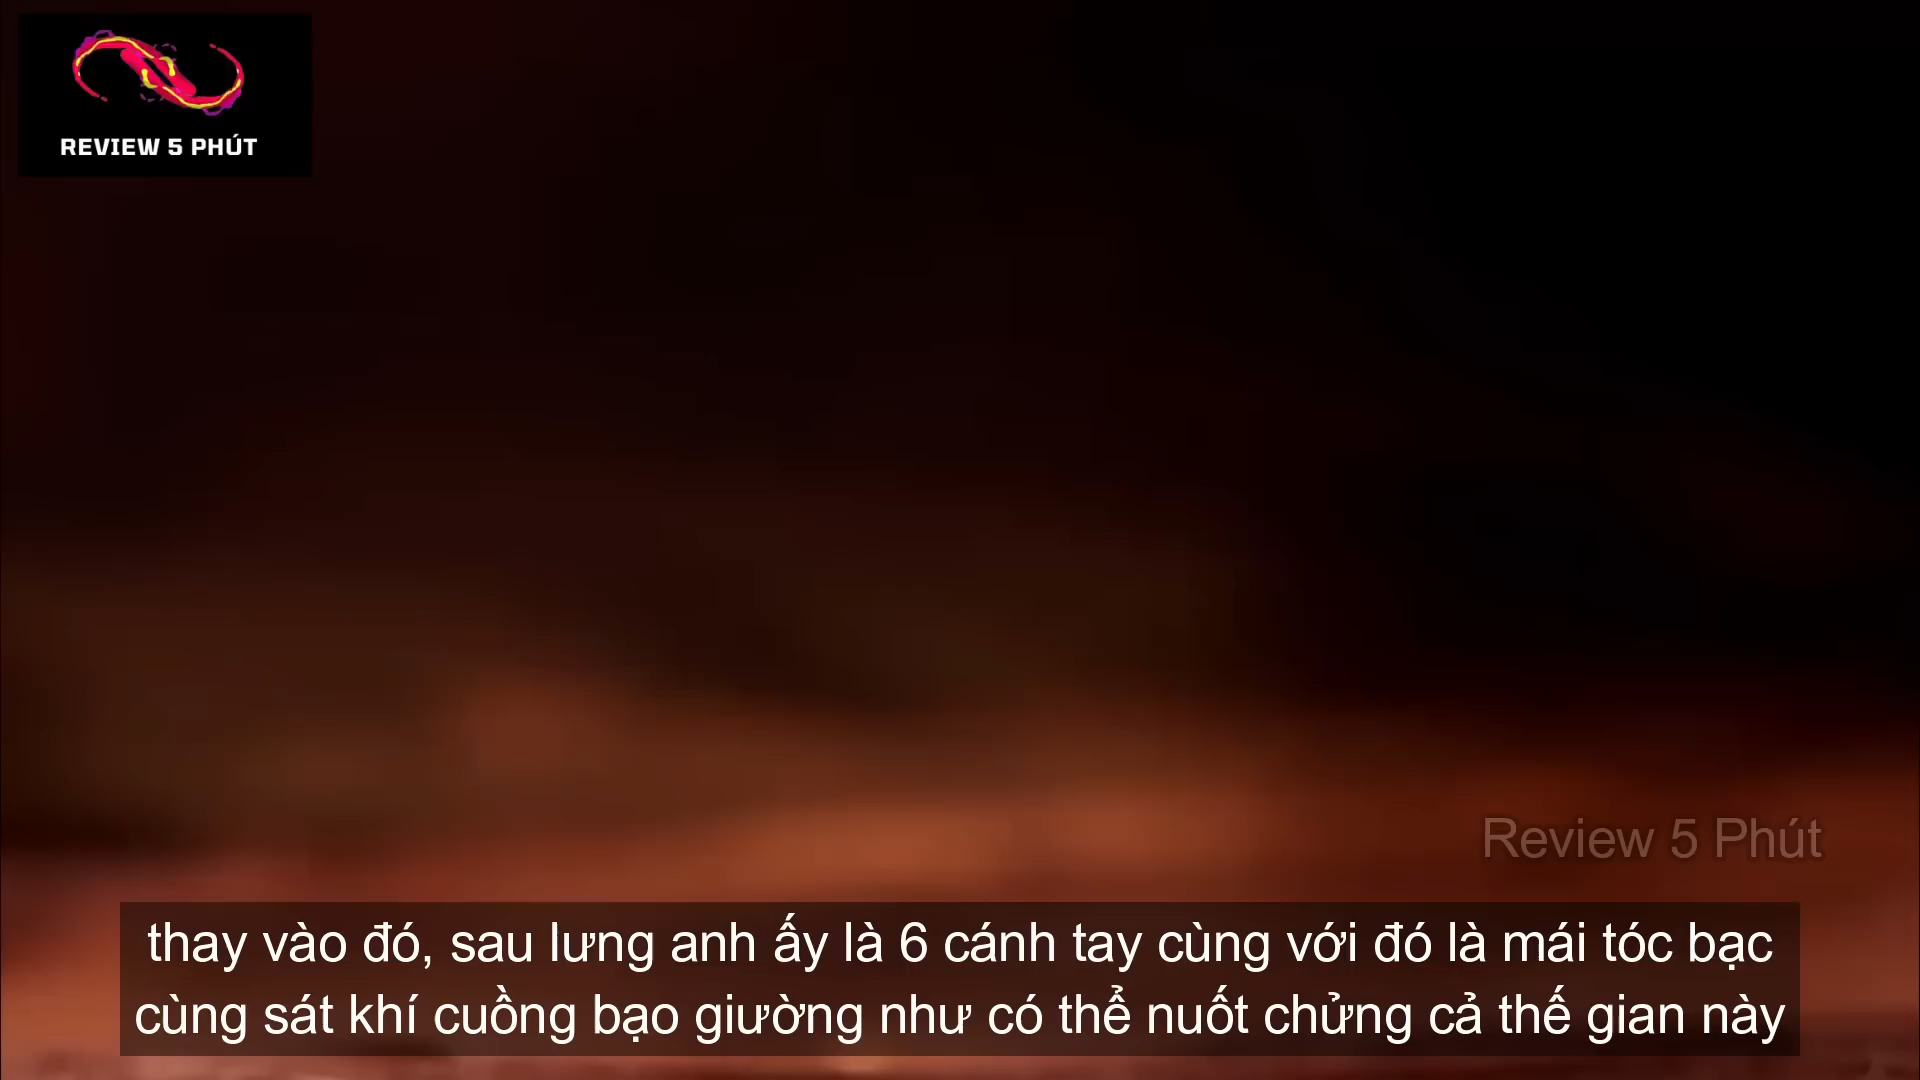 REVIEW 5 PHÚT
Review 5 Phút
thay vào đó, sau lưng anh ấy là 6 cánh tay cùng với đó là mái tóc bạc
cùng sát khí cuồng bạo giường như có thể nuốt chửng cả thế gian này